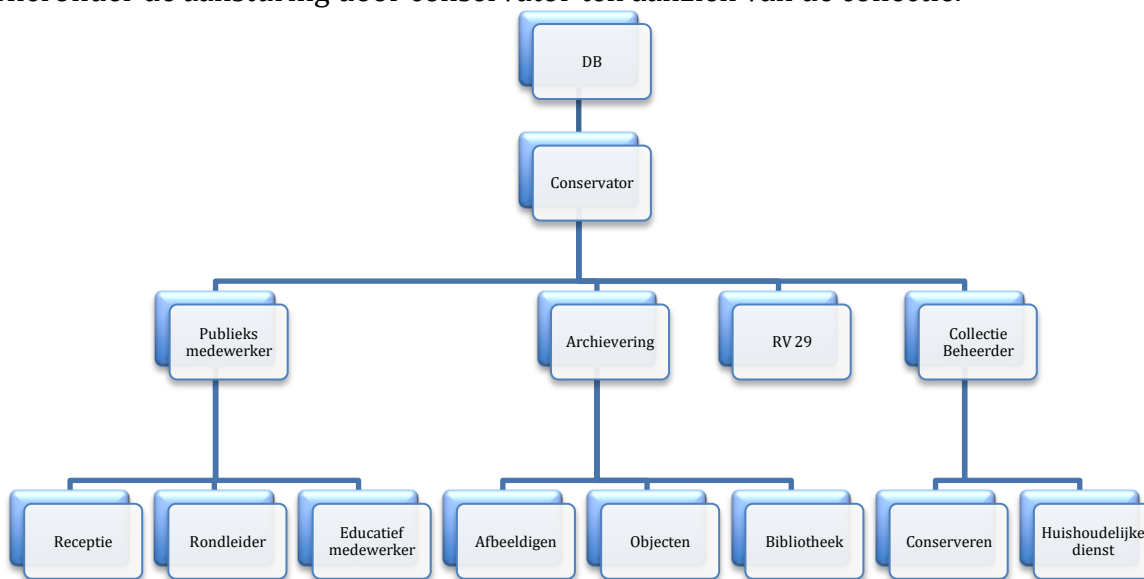 hieronder de aansturing door conservator ten aanzien van de collectie:
DB
Conservator
Publieks
medewerker
Archievering
RV 29
Collectie
Beheerder
Receptie
Rondleider
Educatief
medewerker
Afbeeldigen
Objecten
Bibliotheek
Conserveren
Huishoudelijke
dienst